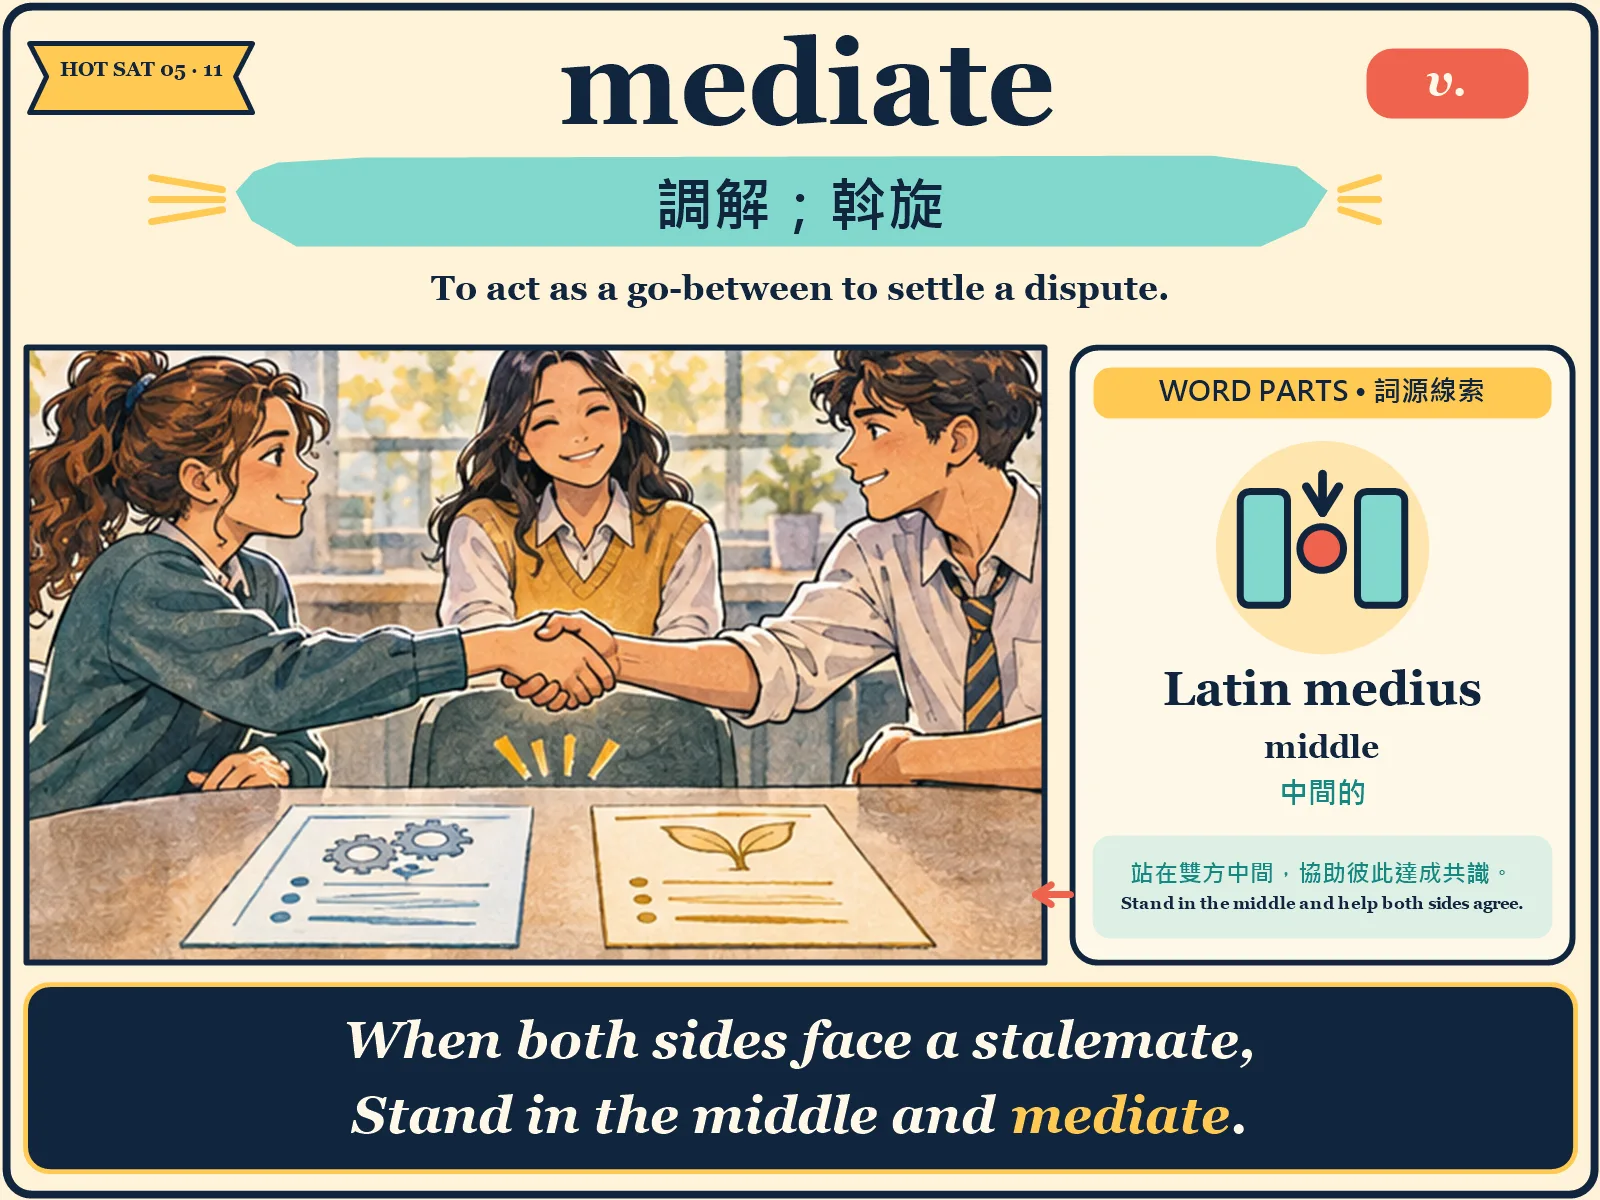 HOT SAT 05 · 11
mediate
v.
調解；斡旋
To act as a go-between to settle a dispute.
WORD PARTS • 詞源線索
Latin medius
middle
中間的
站在雙方中間，協助彼此達成共識。
Stand in the middle and help both sides agree.
When both sides face a stalemate,
Stand in the middle and mediate.